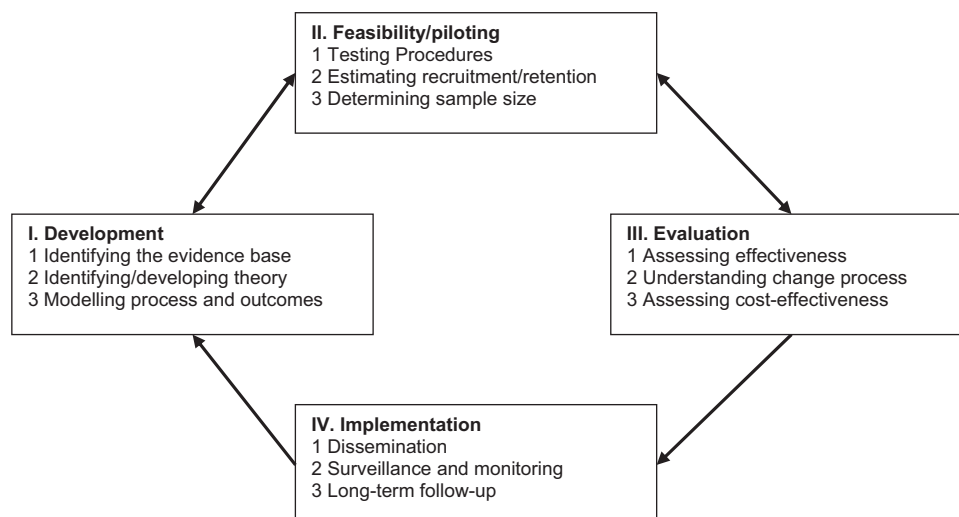 II. Feasibility/piloting
1 Testing Procedures
2 Estimating recruitment/retention
3 Determining sample size
I. Development
1 Identifying the evidence base
2 Identifying/developing theory
3 Modelling process and outcomes
III. Evaluation
1 Assessing effectiveness
2 Understanding change process
3 Assessing cost-effectiveness
IV. Implementation
1 Dissemination
2 Surveillance and monitoring
3 Long-term follow-up